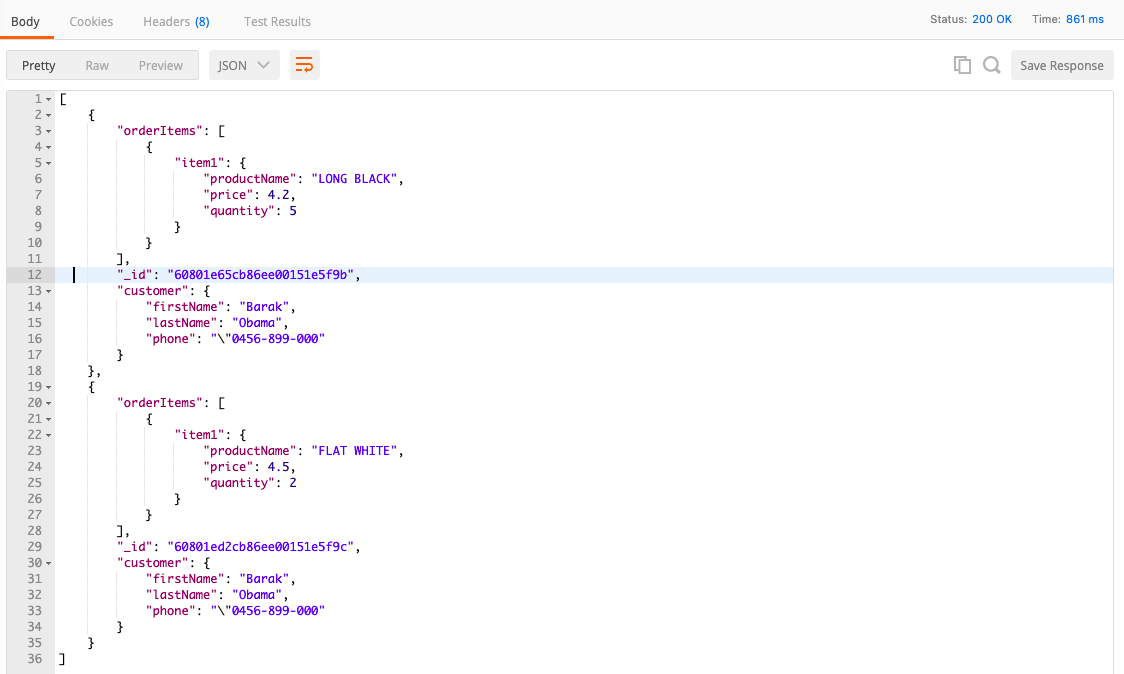 Body Cookies Headers (8) Test Results Status: 200 OK Time: 861 ms
Pretty Raw Preview JSON Save Response
1 [
2 {
3 "orderItems": [
4 {
5 "item1": {
6 "productName": "LONG BLACK",
7 "price": 4.2,
8 "quantity": 5
9 }
10 }
11 ],
12 "_id": "60801e65cb86ee00151e5f9b",
13 "customer": {
14 "firstName": "Barak",
15 "lastName": "Obama",
16 "phone": "\"0456-899-000"
17 }
18 },
19 {
20 "orderItems": [
21 {
22 "item1": {
23 "productName": "FLAT WHITE",
24 "price": 4.5,
25 "quantity": 2
26 }
27 }
28 ],
29 "_id": "60801ed2cb86ee00151e5f9c",
30 "customer": {
31 "firstName": "Barak",
32 "lastName": "Obama",
33 "phone": "\"0456-899-000"
34 }
35 }
36 ]